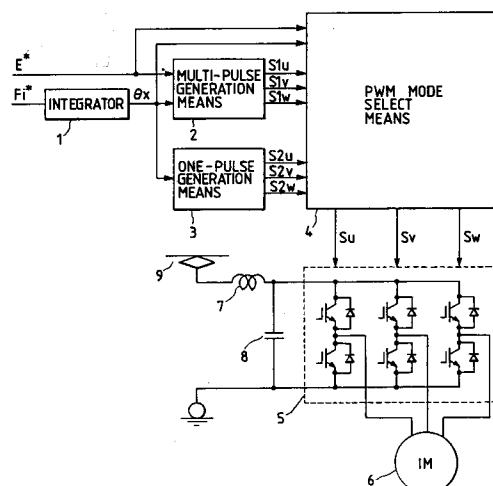 E*
Fi*
INTEGRATOR
1
θx
MULTI-PULSE
GENERATION
MEANS
2
S1u
S1v
S1w
ONE-PULSE
GENERATION
MEANS
3
S2u
S2v
S2w
PWM MODE
SELECT
MEANS
4
Su
Sv
Sw
9
7
8
5
6
IM